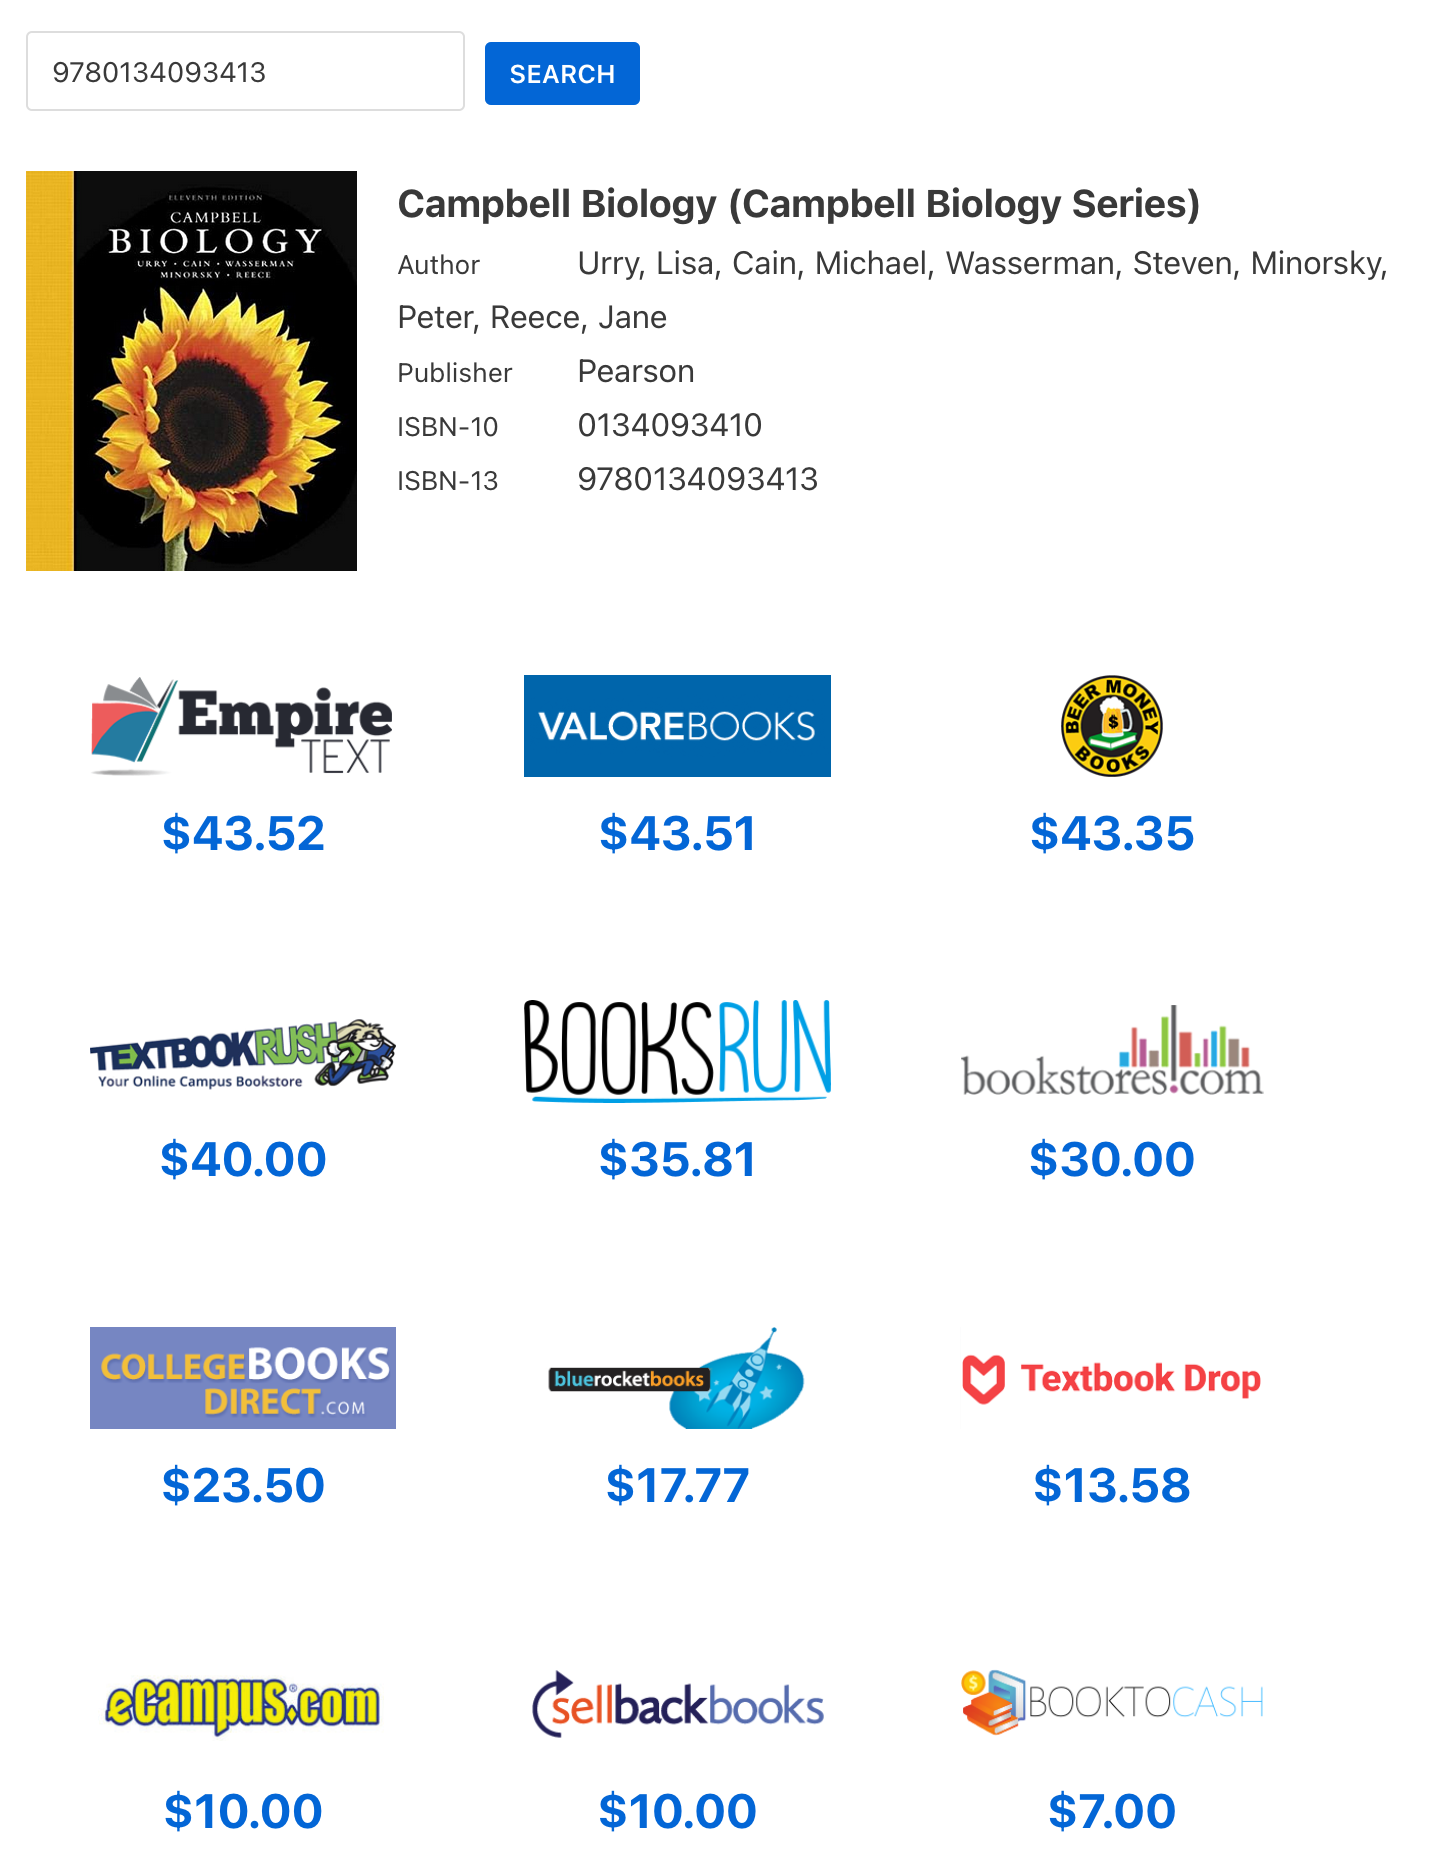 9780134093413
SEARCH
ELEVENTH EDITION
CAMPBELL
BIOLOGY
URRY • CAIN • WASSERMAN
MINORSKY • REECE
Campbell Biology (Campbell Biology Series)
Author Urry, Lisa, Cain, Michael, Wasserman, Steven, Minorsky,
Peter, Reece, Jane
Publisher Pearson
ISBN-10 0134093410
ISBN-13 9780134093413
Empire
TEXT
VALOREBOOKS
BEER MONEY
$
BOOKS
$43.52
$43.51
$43.35
TEXTBOOKRUSH
Your Online Campus Bookstore
BOOKSRUN
bookstores.com
$40.00
$35.81
$30.00
COLLEGEBOOKS
DIRECT.COM
bluerocketbooks
Textbook Drop
$23.50
$17.77
$13.58
eCampus.com®
sellbackbooks
$
BOOKTOCASH
$10.00
$10.00
$7.00